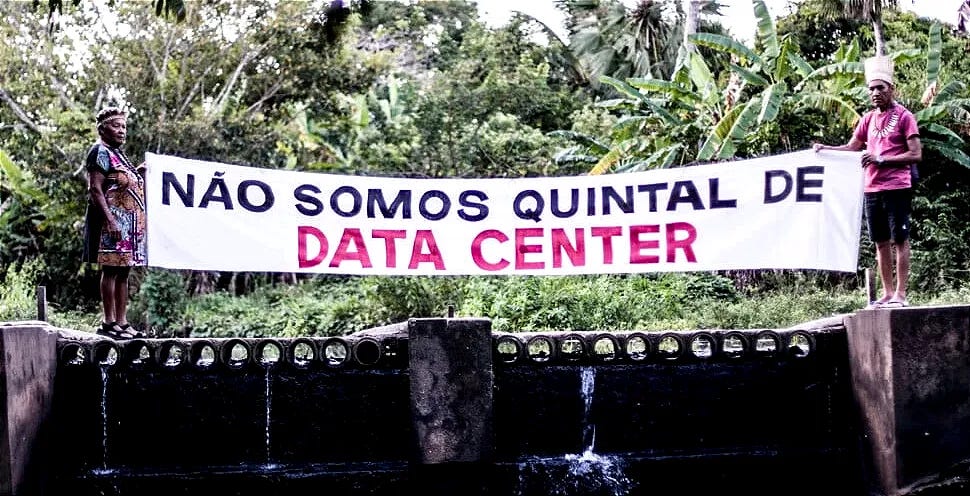 NÃO SOMOS QUINTAL DE
DATA CENTER